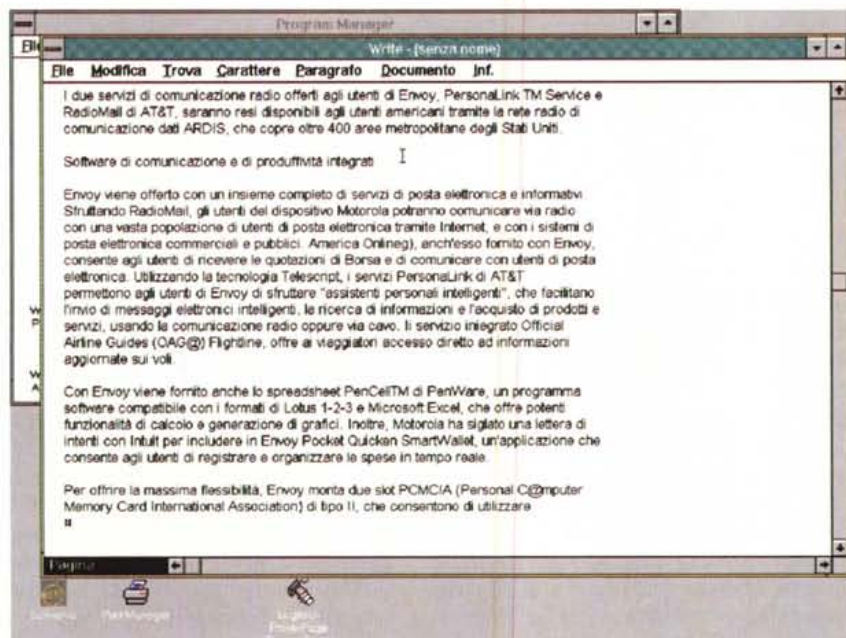 Program Manager
Write - (senza nome)
File Modifica Trova Carattere Paragrafo Documento Inf.
I due servizi di comunicazione radio offerti agli utenti di Envoy, PersonaLink TM Service e
RadioMail di AT&T, saranno resi disponibili agli utenti americani tramite la rete radio di
comunicazione dati ARDIS, che copre oltre 400 aree metropolitane degli Stati Uniti.
Software di comunicazione e di produffività integrati
Envoy viene offerto con un insieme completo di servizi di posta elettronica e informativi.
Sfruttando RadioMail, gli utenti del dispositivo Motorola potranno comunicare via radio
con una vasta popolazione di utenti di posta elettronica tramite Internet, e con i sistemi di
posta elettronica commerciali e pubblici. America Onlineg), anch'esso fornito con Envoy,
consente agli utenti di ricevere le quotazioni di Borsa e di comunicare con utenti di posta
elettronica. Utilizzando la tecnologia Telescript, i servizi PersonaLink di AT&T
permettono agli utenti di Envoy di sfruttare "assistenti personali intelligenti", che facilitano
l'invio di messaggi elettronici intelligenti, la ricerca di informazioni e l'acquisto di prodotti e
servizi, usando la comunicazione radio oppure via cavo. Il servizio integrato Official
Airline Guides (OAG@) Flightline, offre ai viaggiatori accesso diretto ad informazioni
aggiornate sui voli.
Con Envoy viene fornito anche lo spreadsheet PenCellTM di PenWare, un programma
software compatibile con i formati di Lotus 1-2-3 e Microsoft Excel, che offre potenti
funzionalità di calcolo e generazione di grafici. Inoltre, Motorola ha siglato una lettera di
intenti con Intuit per includere in Envoy Pocket Quicken SmartWallet, un'applicazione che
consente agli utenti di registrare e organizzare le spese in tempo reale.
Per offrire la massima flessibilità, Envoy monta due slot PCMCIA (Personal C@mputer
Memory Card International Association) di tipo II, che consentono di utilizzare
Pagina